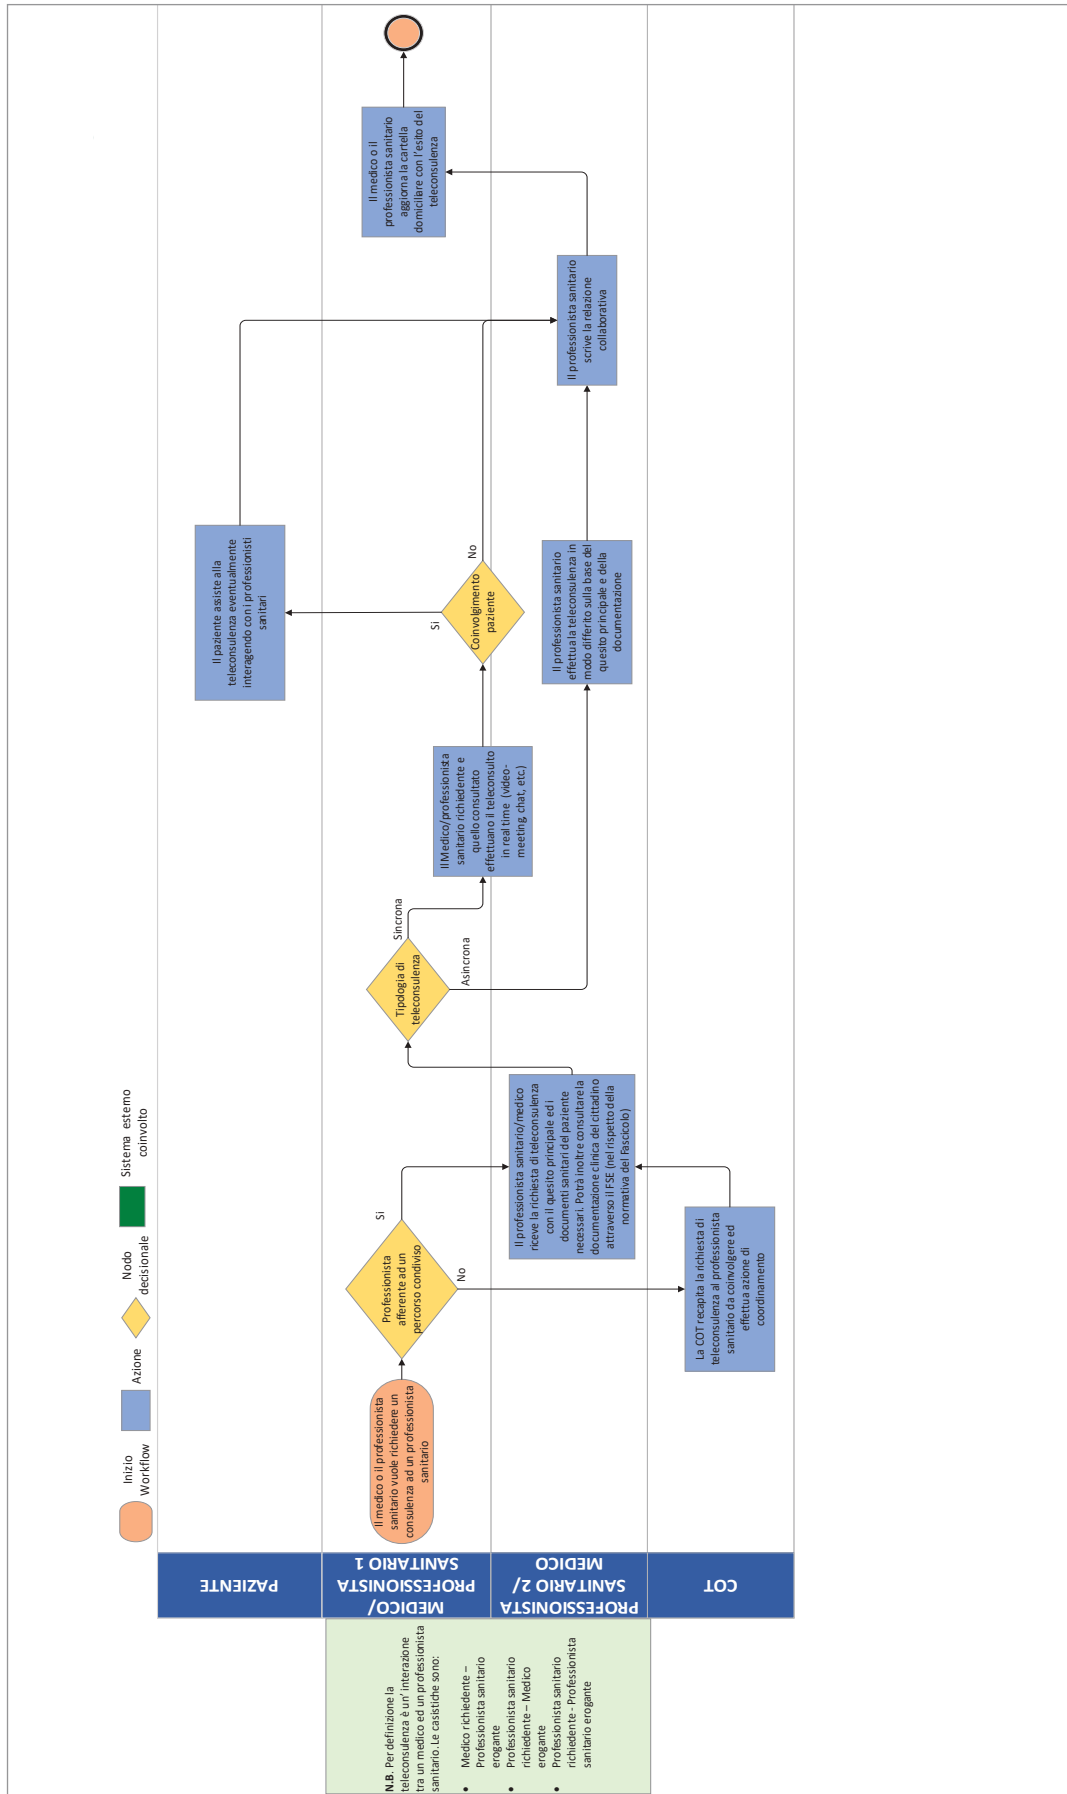 Inizio
Workflow
Azione
Nodo
decisionale
Sistema esterno
coinvolto
PAZIENTE
MEDICO/
PROFESSIONISTA
SANITARIO 1
PROFESSIONISTA
SANITARIO 2/
MEDICO
COT
N.B. Per definizione la
teleconsulenza è un' interazione
tra un medico ed un professionista
sanitario. Le casistiche sono:
• Medico richiedente –
Professionista sanitario
erogante
• Professionista sanitario
richiedente – Medico
erogante
• Professionista sanitario
richiedente - Professionista
sanitario erogante
Il medico o il professionista
sanitario vuole richiedere un
consulenza ad un professionista
sanitario
Professionista
afferente ad un
percorso condiviso
Si
No
La COT recapita la richiesta di
teleconsulenza al professionista
sanitario da coinvolgere ed
effettua azione di
coordinamento
Il professionista sanitario/medico
riceve la richiesta di teleconsulenza
con il quesito principale ed i
documenti sanitari del paziente
necessari. Potrà inoltre consultare la
documentazione clinica del cittadino
attraverso il FSE (nel rispetto della
normativa del Fascicolo)
Tipologia di
teleconsulenza
Sincrona
Asincrona
Il Medico/professionista
sanitario richiedente e
quello consultato
effettuano il teleconsulto
in real time (video-
meeting, chat, etc.)
Coinvolgimento
paziente
Si
No
Il paziente assiste alla
teleconsulenza eventualmente
interagendo con i professionisti
sanitari
Il professionista sanitario
effettua la teleconsulenza in
modo differito sulla base del
quesito principale e della
documentazione
Il professionista sanitario
scrive la relazione
collaborativa
Il medico o il
professionista sanitario
aggiorna la cartella
domiciliare con l'esito del
teleconsulenza